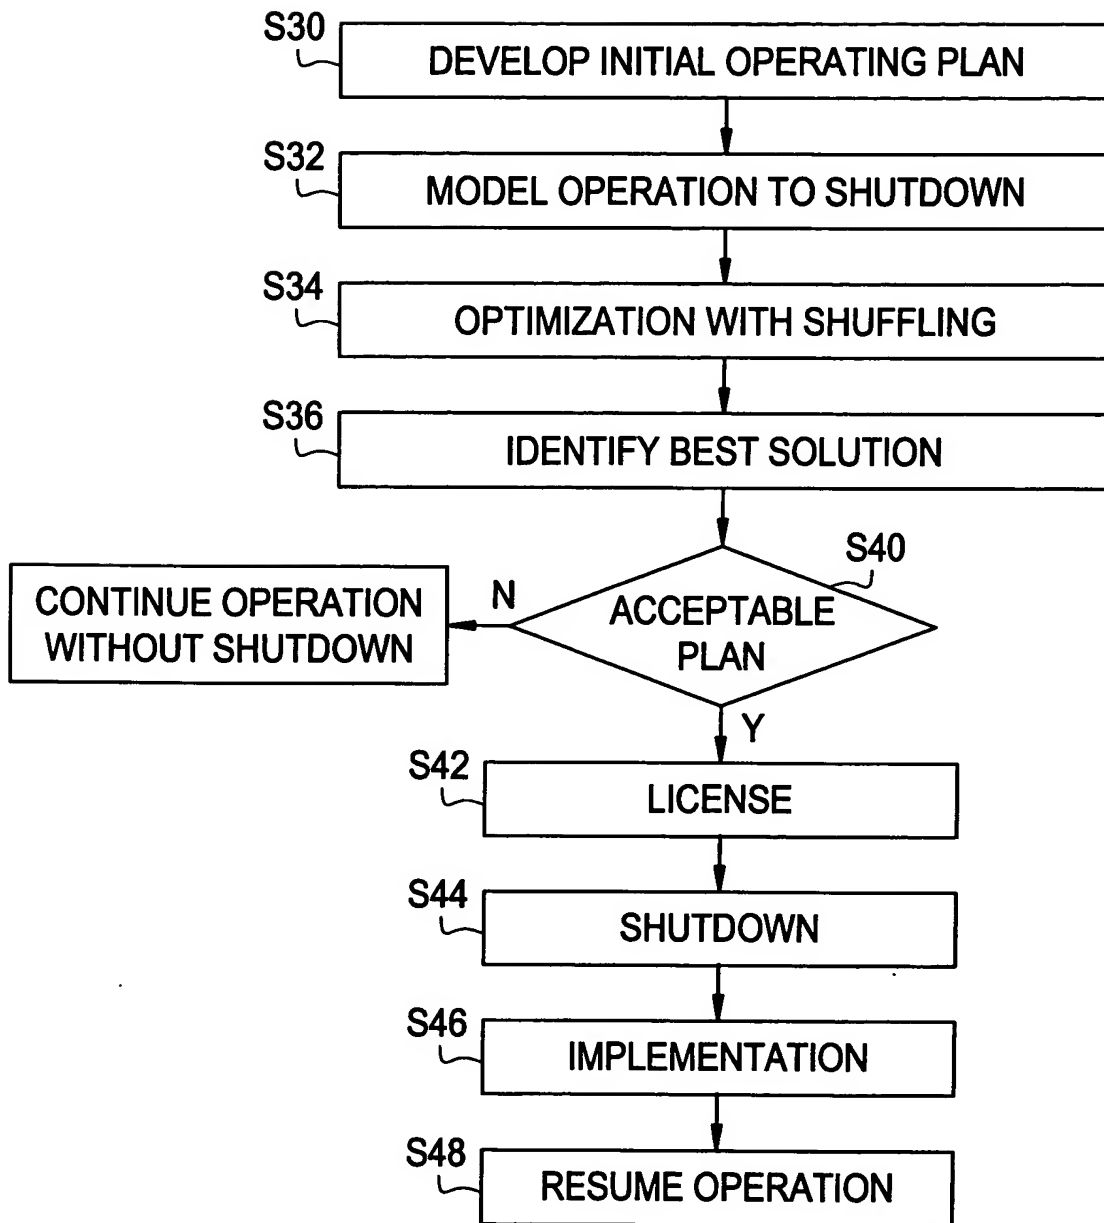 S30
DEVELOP INITIAL OPERATING PLAN
S32
MODEL OPERATION TO SHUTDOWN
S34
OPTIMIZATION WITH SHUFFLING
S36
IDENTIFY BEST SOLUTION
S40
ACCEPTABLE
PLAN
N
CONTINUE OPERATION
WITHOUT SHUTDOWN
Y
S42
LICENSE
S44
SHUTDOWN
S46
IMPLEMENTATION
S48
RESUME OPERATION